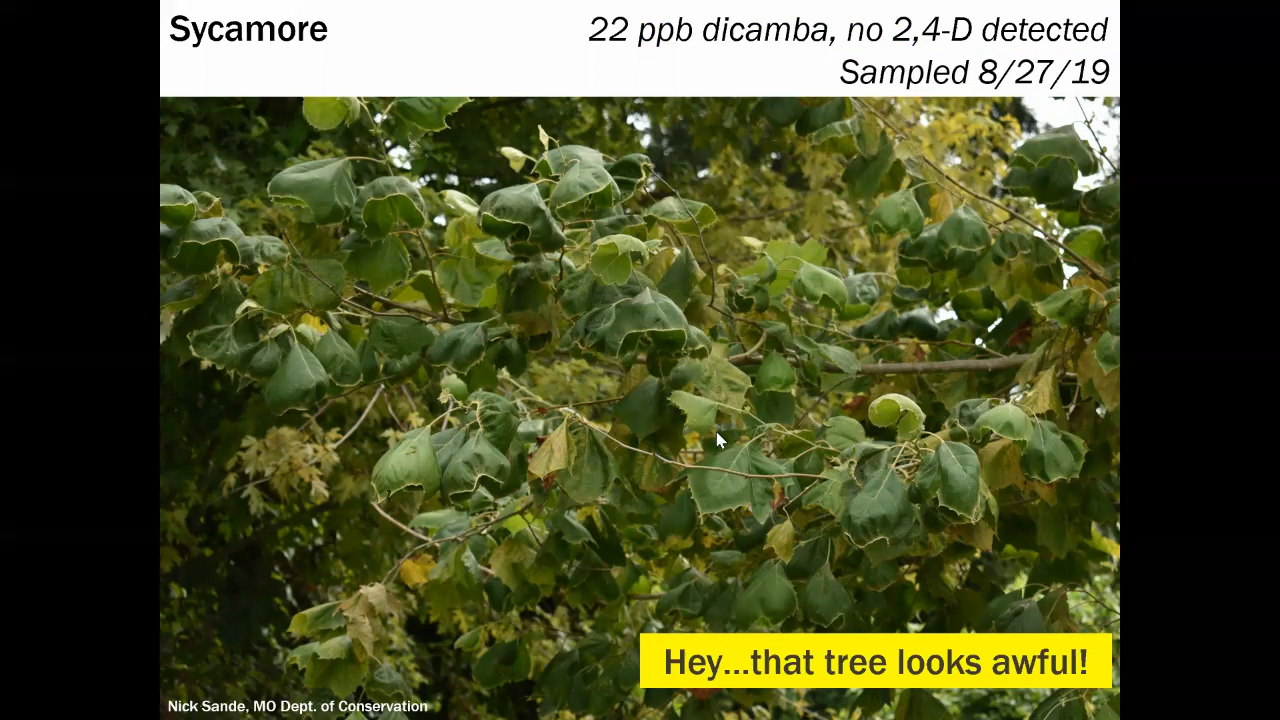 Sycamore
22 ppb dicamba, no 2,4-D detected
Sampled 8/27/19
Hey...that tree looks awful!
Nick Sande, MO Dept. of Conservation